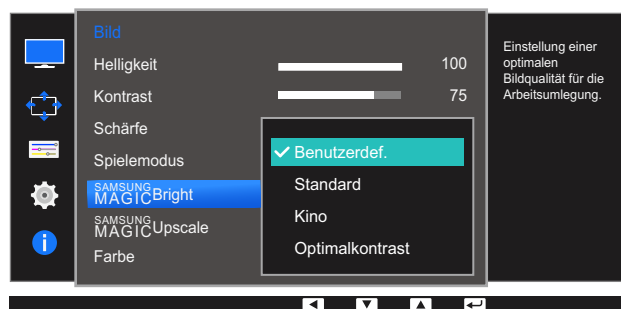 Bild
Helligkeit 100
Kontrast 75
Schärfe
Spielemodus
SAMSUNG
MAGICBright
SAMSUNG
MAGICUpscale
Farbe
Benutzerdef.
Standard
Kino
Optimalkontrast
Einstellung einer
optimalen
Bildqualität für die
Arbeitsumlegung.